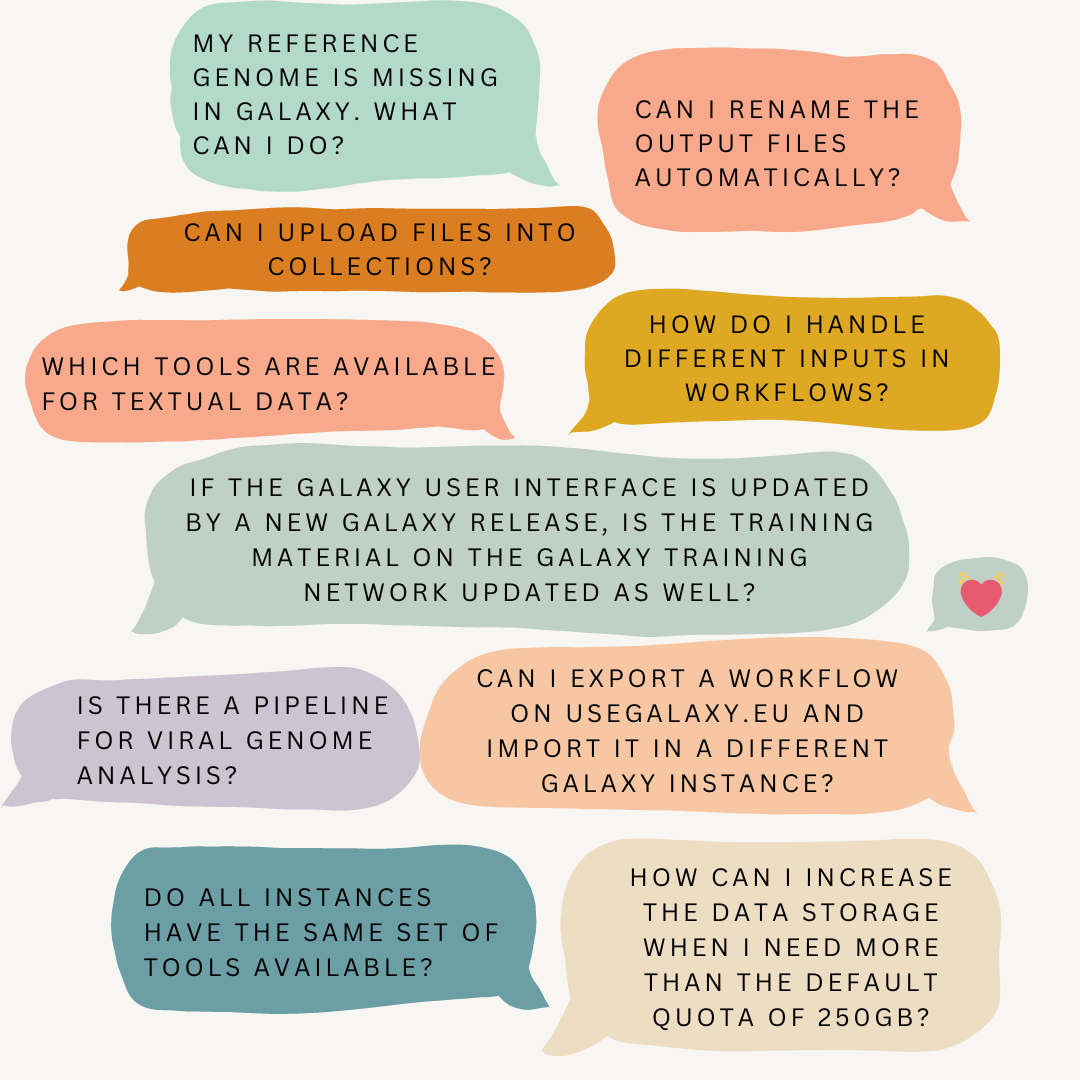 MY REFERENCE
GENOME IS MISSING
IN GALAXY. WHAT
CAN I DO?
CAN I RENAME THE
OUTPUT FILES
AUTOMATICALLY?
CAN I UPLOAD FILES INTO
COLLECTIONS?
HOW DO I HANDLE
DIFFERENT INPUTS IN
WORKFLOWS?
WHICH TOOLS ARE AVAILABLE
FOR TEXTUAL DATA?
IF THE GALAXY USER INTERFACE IS UPDATED
BY A NEW GALAXY RELEASE, IS THE TRAINING
MATERIAL ON THE GALAXY TRAINING
NETWORK UPDATED AS WELL?
IS THERE A PIPELINE
FOR VIRAL GENOME
ANALYSIS?
CAN I EXPORT A WORKFLOW
ON USEGALAXY.EU AND
IMPORT IT IN A DIFFERENT
GALAXY INSTANCE?
DO ALL INSTANCES
HAVE THE SAME SET OF
TOOLS AVAILABLE?
HOW CAN I INCREASE
THE DATA STORAGE
WHEN I NEED MORE
THAN THE DEFAULT
QUOTA OF 250GB?